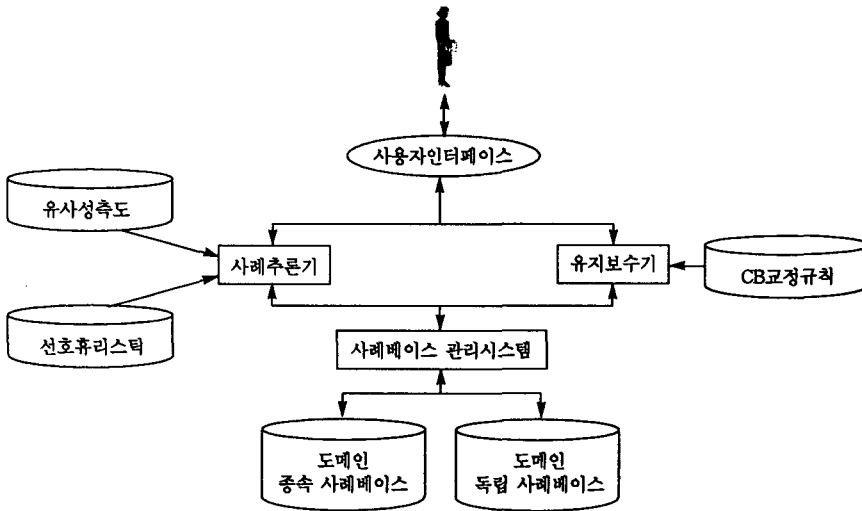 사용자인터페이스
유사성측도
사례추론기
유지보수기
CB교정규칙
선호휴리스틱
사례베이스 관리시스템
도메인
종속 사례베이스
도메인
독립 사례베이스